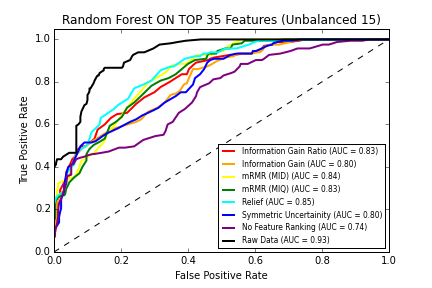 Random Forest ON TOP 35 Features (Unbalanced 15)
1.0
0.8
0.6
0.4
0.2
0.0
True Positive Rate
Information Gain Ratio (AUC = 0.83)
Information Gain (AUC = 0.80)
mRMR (MID) (AUC = 0.84)
mRMR (MIQ) (AUC = 0.83)
Relief (AUC = 0.85)
Symmetric Uncertainity (AUC = 0.80)
No Feature Ranking (AUC = 0.74)
Raw Data (AUC = 0.93)
0.0 0.2 0.4 0.6 0.8 1.0
False Positive Rate